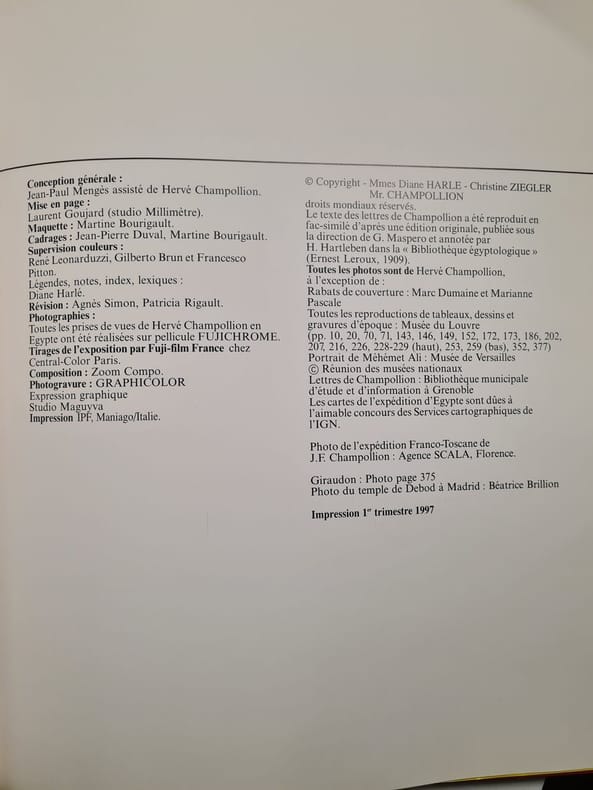 Conception générale :
Jean-Paul Mengès assisté de Hervé Champollion.
Mise en page :
Laurent Goujard (studio Millimètre).
Maquette : Martine Bourigault.
Cadrages : Jean-Pierre Duval, Martine Bourigault.
Supervision couleurs :
René Leonarduzzi, Gilberto Brun et Francesco
Pitton.
Légendes, notes, index, lexiques :
Diane Harlé.
Révision : Agnès Simon, Patricia Rigault.
Photographies :
Toutes les prises de vues de Hervé Champollion en
Egypte ont été réalisées sur pellicule FUJICHROME.
Tirages de l'exposition par Fuji-film France chez
Central-Color Paris.
Composition : Zoom Compo.
Photogravure : GRAPHICOLOR
Expression graphique
Studio Maguyva
Impression IPF, Maniago/Italie.
© Copyright - Mmes Diane HARLE - Christine ZIEGLER
Mr. CHAMPOLLION
droits mondiaux réservés.
Le texte des lettres de Champollion a été reproduit en
fac-similé d'après une édition originale, publiée sous
la direction de G. Maspero et annotée par
H. Hartleben dans la « Bibliothèque égyptologique »
(Ernest Leroux, 1909).
Toutes les photos sont de Hervé Champollion,
à l'exception de :
Rabats de couverture : Marc Dumaine et Marianne
Pascale
Toutes les reproductions de tableaux, dessins et
gravures d'époque : Musée du Louvre
(pp. 10, 20, 70, 71, 143, 146, 149, 152, 172, 173, 186, 202,
207, 216, 226, 228-229 (haut), 253, 259 (bas), 352, 377)
Portrait de Méhémet Ali : Musée de Versailles
© Réunion des musées nationaux
Lettres de Champollion : Bibliothèque municipale
d'étude et d'information à Grenoble
Les cartes de l'expédition d'Egypte sont dûes à
l'aimable concours des Services cartographiques de
l'IGN.
Photo de l'expédition Franco-Toscane de
J.F. Champollion : Agence SCALA, Florence.
Giraudon : Photo page 375
Photo du temple de Debod à Madrid : Béatrice Brillion
Impression 1er trimestre 1997